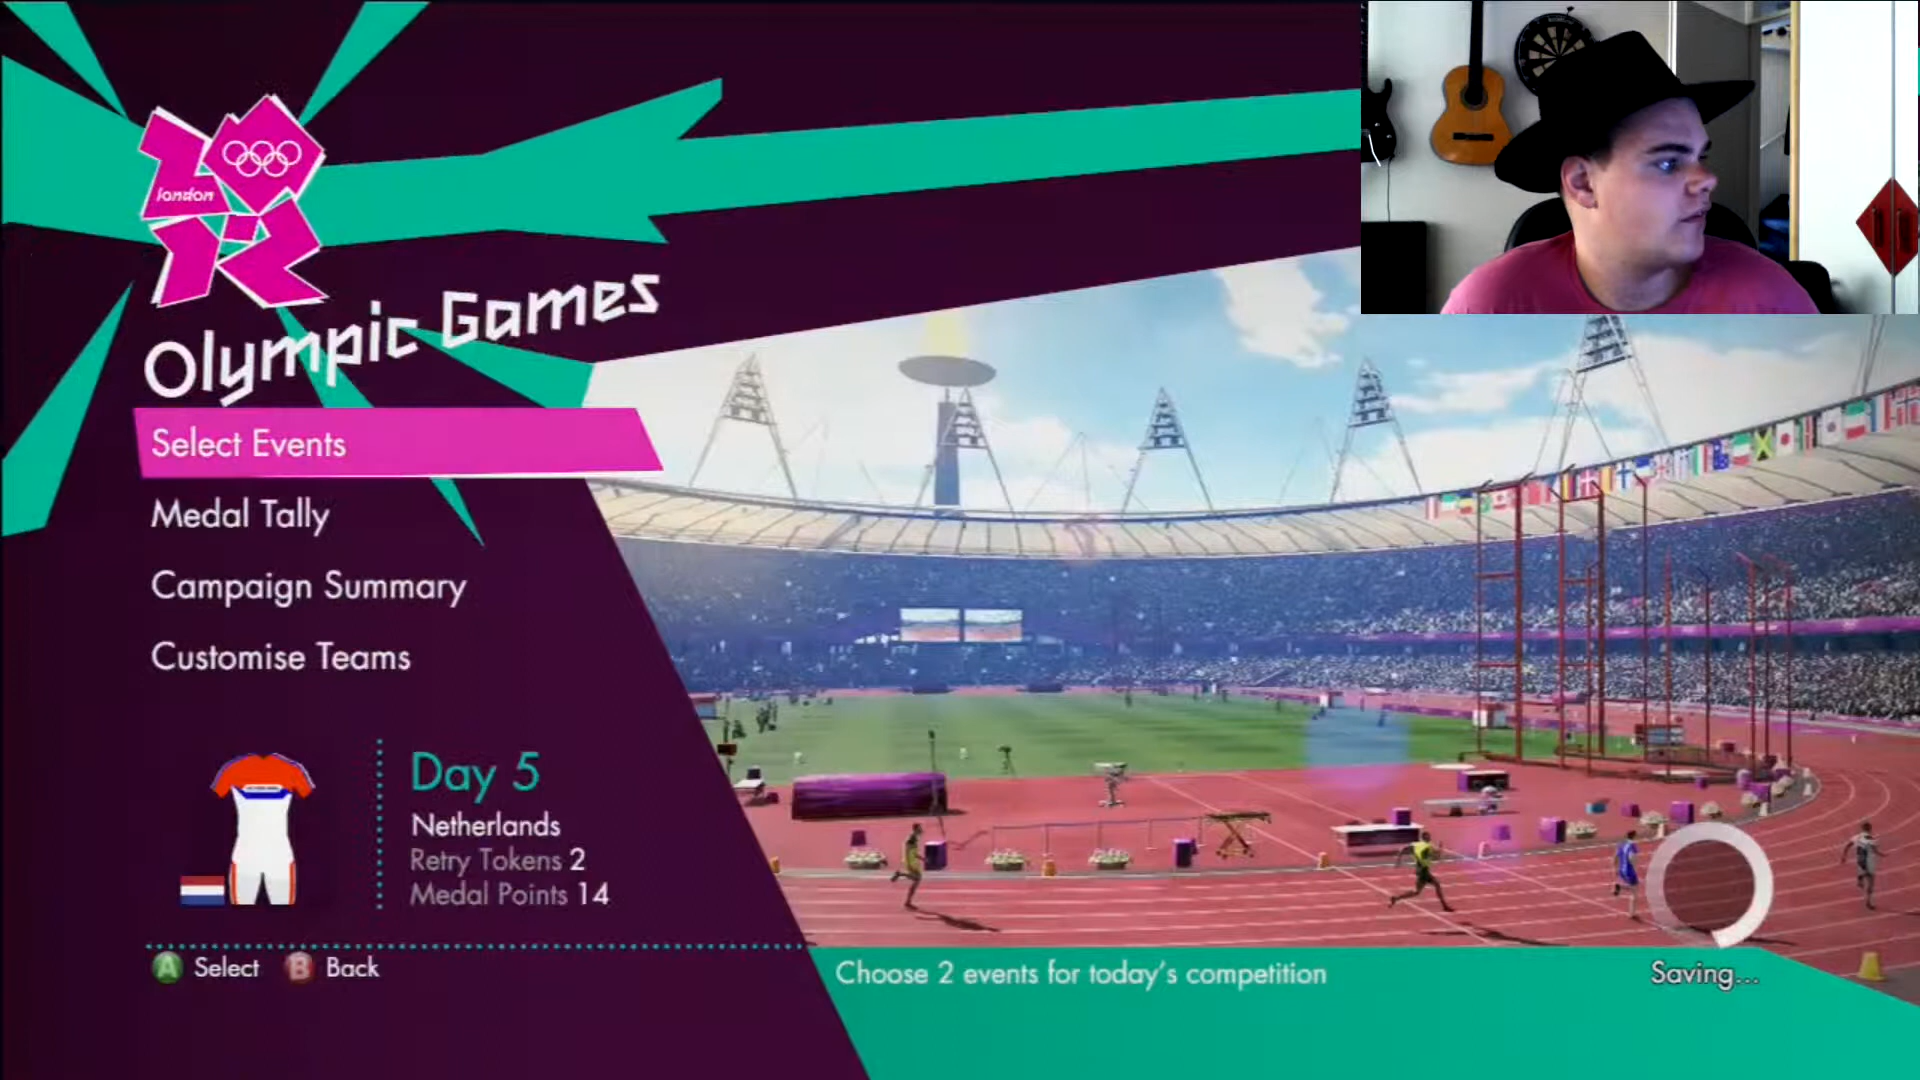 london
Olympic Games
Select Events
Medal Tally
Campaign Summary
Customise Teams
Day 5
Netherlands
Retry Tokens 2
Medal Points 14
A Select B Back
Choose 2 events for today's competition
Saving...